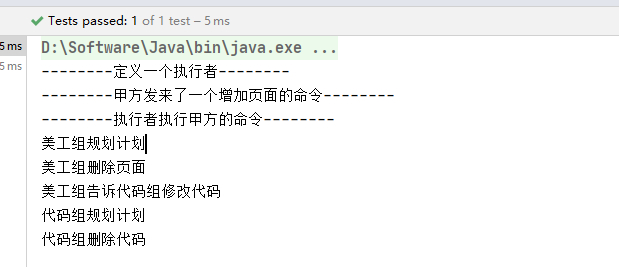 Tests passed: 1 of 1 test – 5 ms
5 ms
D:\Software\Java\bin\java.exe ...
5 ms
--------定义一个执行者--------
--------甲方发来了一个增加页面的命令--------
--------执行者执行甲方的命令--------
美工组规划计划
美工组删除页面
美工组告诉代码组修改代码
代码组规划计划
代码组删除代码